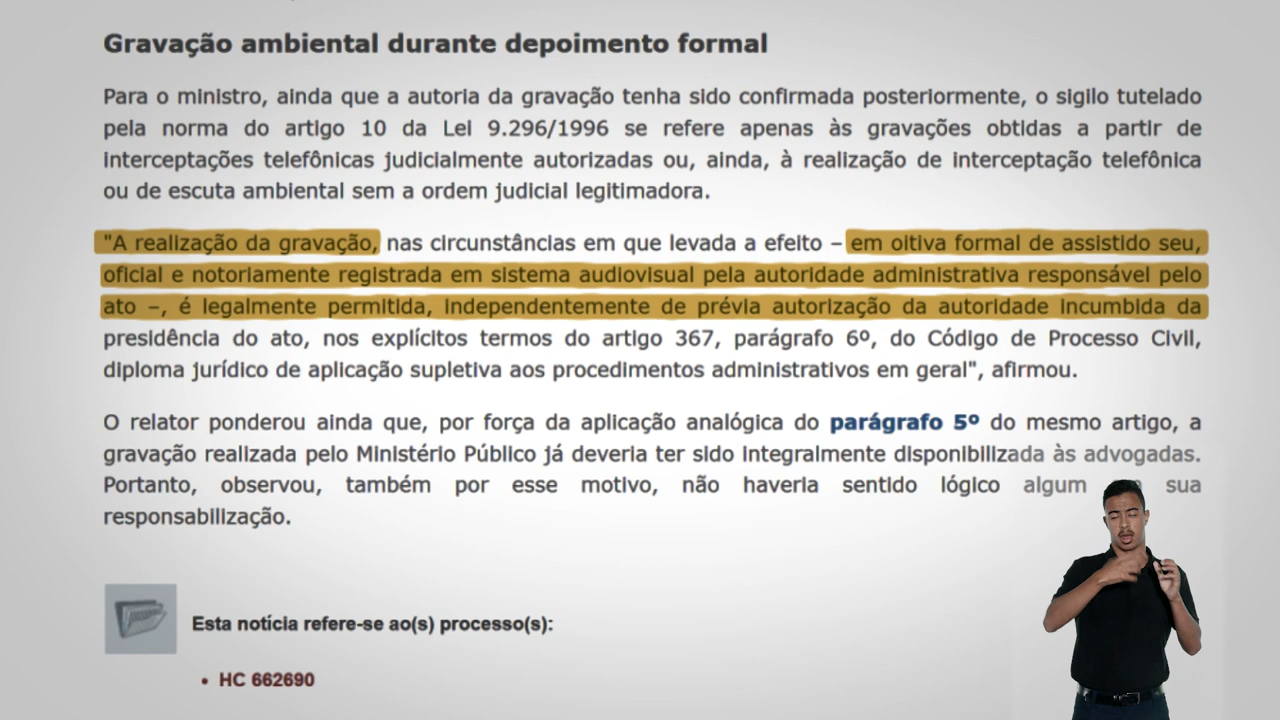 Gravação ambiental durante depoimento formal
Para o ministro, ainda que a autoria da gravação tenha sido confirmada posteriormente, o sigilo tutelado
pela norma do artigo 10 da Lei 9.296/1996 se refere apenas às gravações obtidas a partir de
interceptações telefônicas judicialmente autorizadas ou, ainda, à realização de interceptação telefônica
ou de escuta ambiental sem a ordem judicial legitimadora.
"A realização da gravação, nas circunstâncias em que levada a efeito – em oitiva formal de assistido seu,
oficial e notoriamente registrada em sistema audiovisual pela autoridade administrativa responsável pelo
ato –, é legalmente permitida, independentemente de prévia autorização da autoridade incumbida da
presidência do ato, nos explícitos termos do artigo 367, parágrafo 6º, do Código de Processo Civil,
diploma jurídico de aplicação supletiva aos procedimentos administrativos em geral", afirmou.
O relator ponderou ainda que, por força da aplicação analógica do parágrafo 5º do mesmo artigo, a
gravação realizada pelo Ministério Público já deveria ter sido integralmente disponibilizada às advogadas.
Portanto, observou, também por esse motivo, não haveria sentido lógico algum sua
responsabilização.
Esta notícia refere-se ao(s) processo(s):
• HC 662690